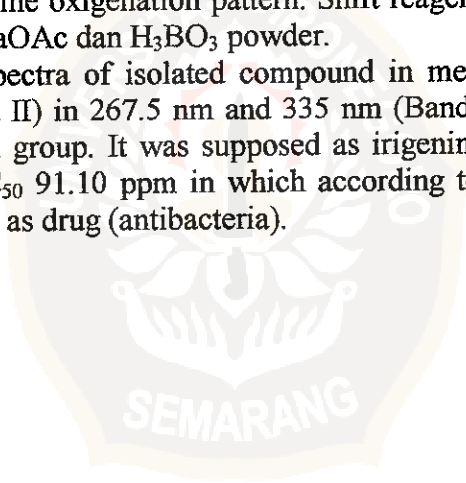 oxigenation pattern. Shift reagen
aOAc dan H₃BO₃ powder.
pectra of isolated compound in me
II) in 267.5 nm and 335 nm (Band
group. It was supposed as irigenin
50 91.10 ppm in which according t
as drug (antibacteria).
SEMARANG